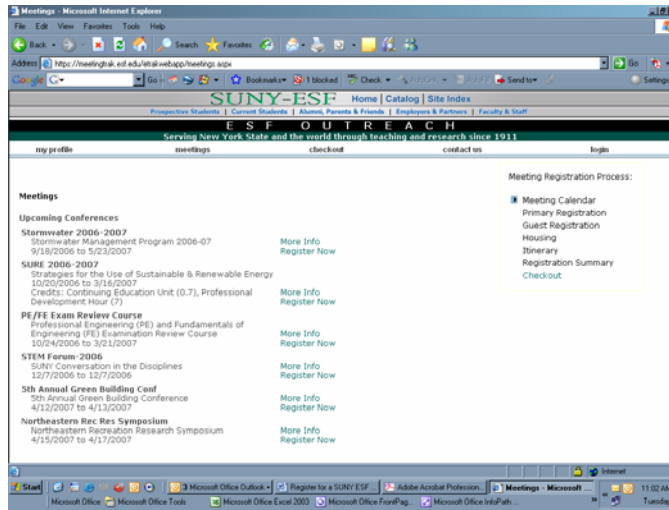 Meetings - Microsoft Internet Explorer
File Edit View Favorites Tools Help
Back Search Favorites
Address https://meetingtrak.esf.edu/etrakwebapp/meetings.aspx Go
Google G Go Bookmarks 1 blocked Check Send to Settings
SUNY-ESF Home | Catalog | Site Index
Prospective Students | Current Students | Alumni, Parents & Friends | Employers & Partners | Faculty & Staff
ESF OUTREACH
Serving New York State and the world through teaching and research since 1911
my profile meetings checkout contact us login
Meeting Registration Process:
Meeting Calendar
Primary Registration
Guest Registration
Housing
Itinerary
Registration Summary
Checkout
Meetings
Upcoming Conferences
Stormwater 2006-2007
Stormwater Management Program 2006-07 More Info
9/18/2006 to 5/23/2007 Register Now
SURE 2006-2007
Strategies for the Use of Sustainable & Renewable Energy
10/20/2006 to 3/16/2007
Credits: Continuing Education Unit (0.7), Professional More Info
Development Hour (7) Register Now
PE/FE Exam Review Course
Professional Engineering (PE) and Fundamentals of
Engineering (FE) Examination Review Course More Info
10/24/2006 to 3/21/2007 Register Now
STEM Forum-2006
SUNY Conversation in the Disciplines More Info
12/7/2006 to 12/7/2006 Register Now
5th Annual Green Building Conf
5th Annual Green Building Conference More Info
4/12/2007 to 4/13/2007 Register Now
Northeastern Rec Res Symposium
Northeastern Recreation Research Symposium More Info
4/15/2007 to 4/17/2007 Register Now
Internet
Start 3 Microsoft Office Outlook Register for a SUNY ESF ... Adobe Acrobat Profession... Meetings - Microsoft ... 11:02 AM
Microsoft Office Microsoft Office Tools Microsoft Office Excel 2003 Microsoft Office FrontPag... Microsoft Office InfoPath ... Tuesday